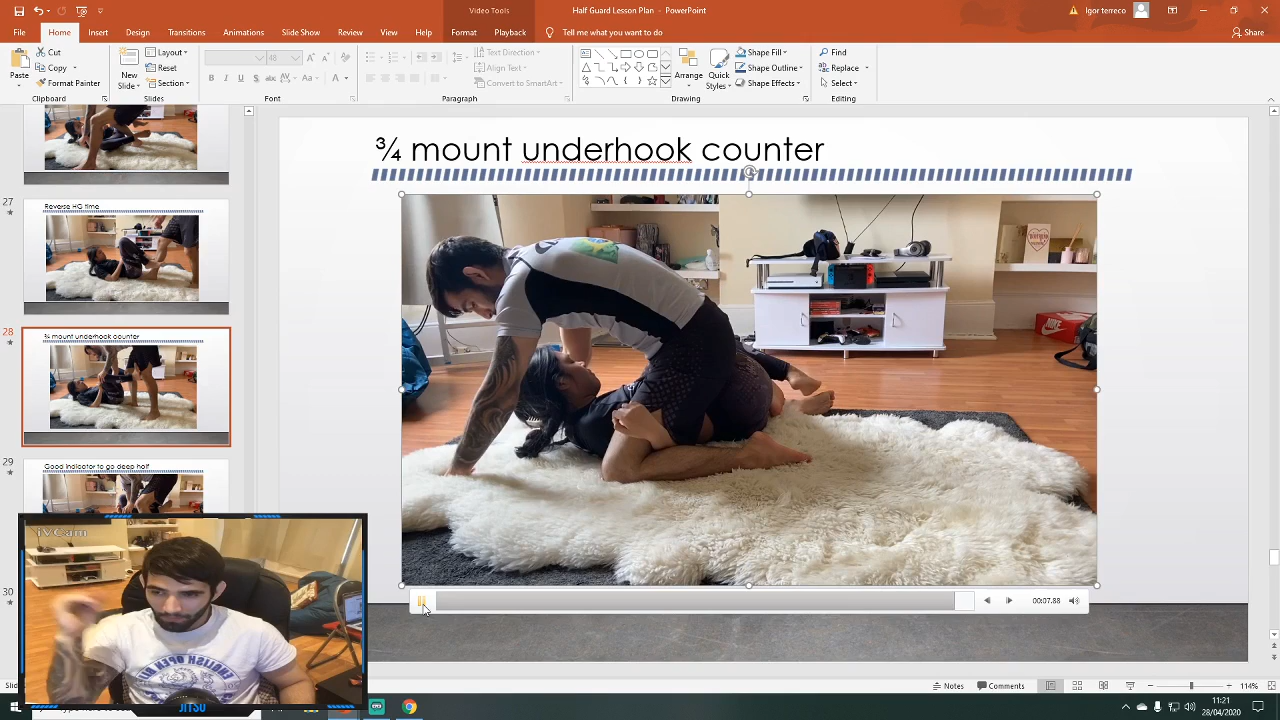 Video Tools
Half Guard Lesson Plan - PowerPoint
Igor terreco
File Home Insert Design Transitions Animations Slide Show Review View Help Format Playback Tell me what you want to do
Share
Paste
Cut
Copy
Format Painter
Clipboard
New Slide
Layout
Reset
Section
Slides
48
Font
Text Direction
Align Text
Convert to SmartArt
Paragraph
Arrange
Quick Styles
Shape Fill
Shape Outline
Shape Effects
Drawing
Find
Replace
Select
Editing
27
Reverse HG time
28
¾ mount underhook counter
29
Good indicator to go deep half
30
¾ mount underhook counter
00:07.88
iVCam
ENGLISH OPEN
JITSU
Notes
Comments
114%
11:21
28/04/2020